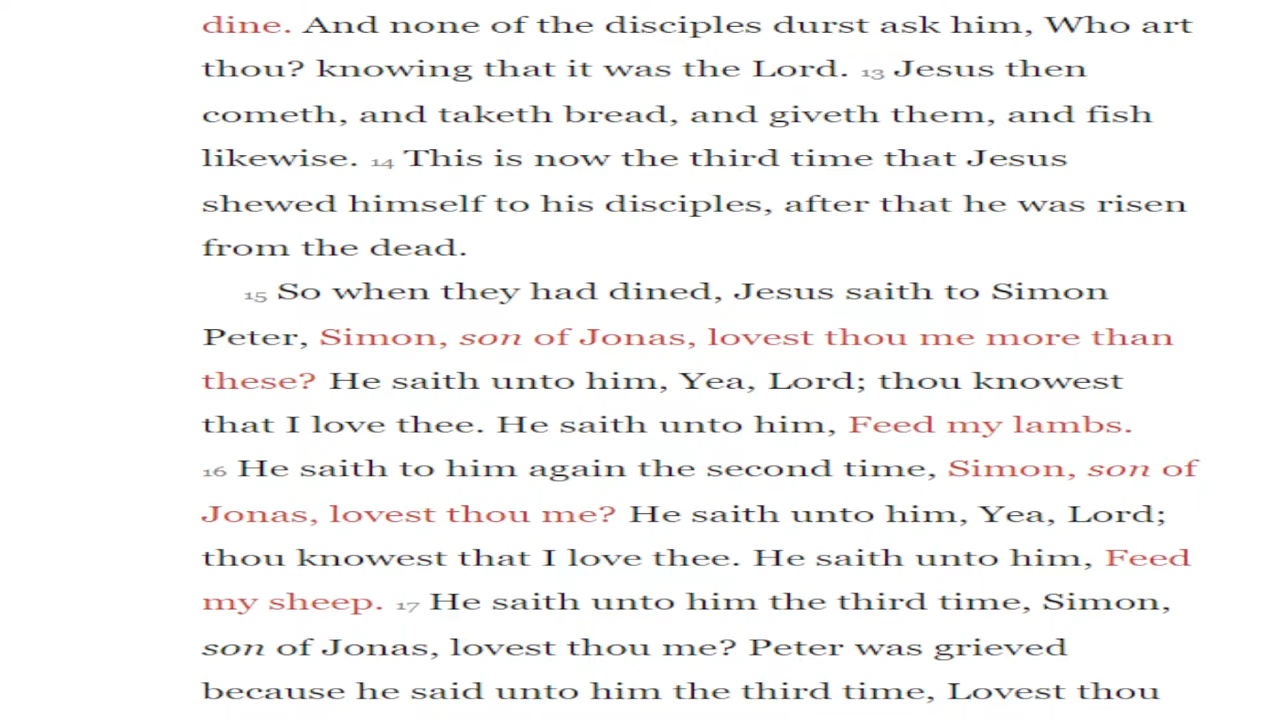 dine. And none of the disciples durst ask him, Who art
thou? knowing that it was the Lord. 13 Jesus then
cometh, and taketh bread, and giveth them, and fish
likewise. 14 This is now the third time that Jesus
shewed himself to his disciples, after that he was risen
from the dead.
15 So when they had dined, Jesus saith to Simon
Peter, Simon, son of Jonas, lovest thou me more than
these? He saith unto him, Yea, Lord; thou knowest
that I love thee. He saith unto him, Feed my lambs.
16 He saith to him again the second time, Simon, son of
Jonas, lovest thou me? He saith unto him, Yea, Lord;
thou knowest that I love thee. He saith unto him, Feed
my sheep. 17 He saith unto him the third time, Simon,
son of Jonas, lovest thou me? Peter was grieved
because he said unto him the third time, Lovest thou